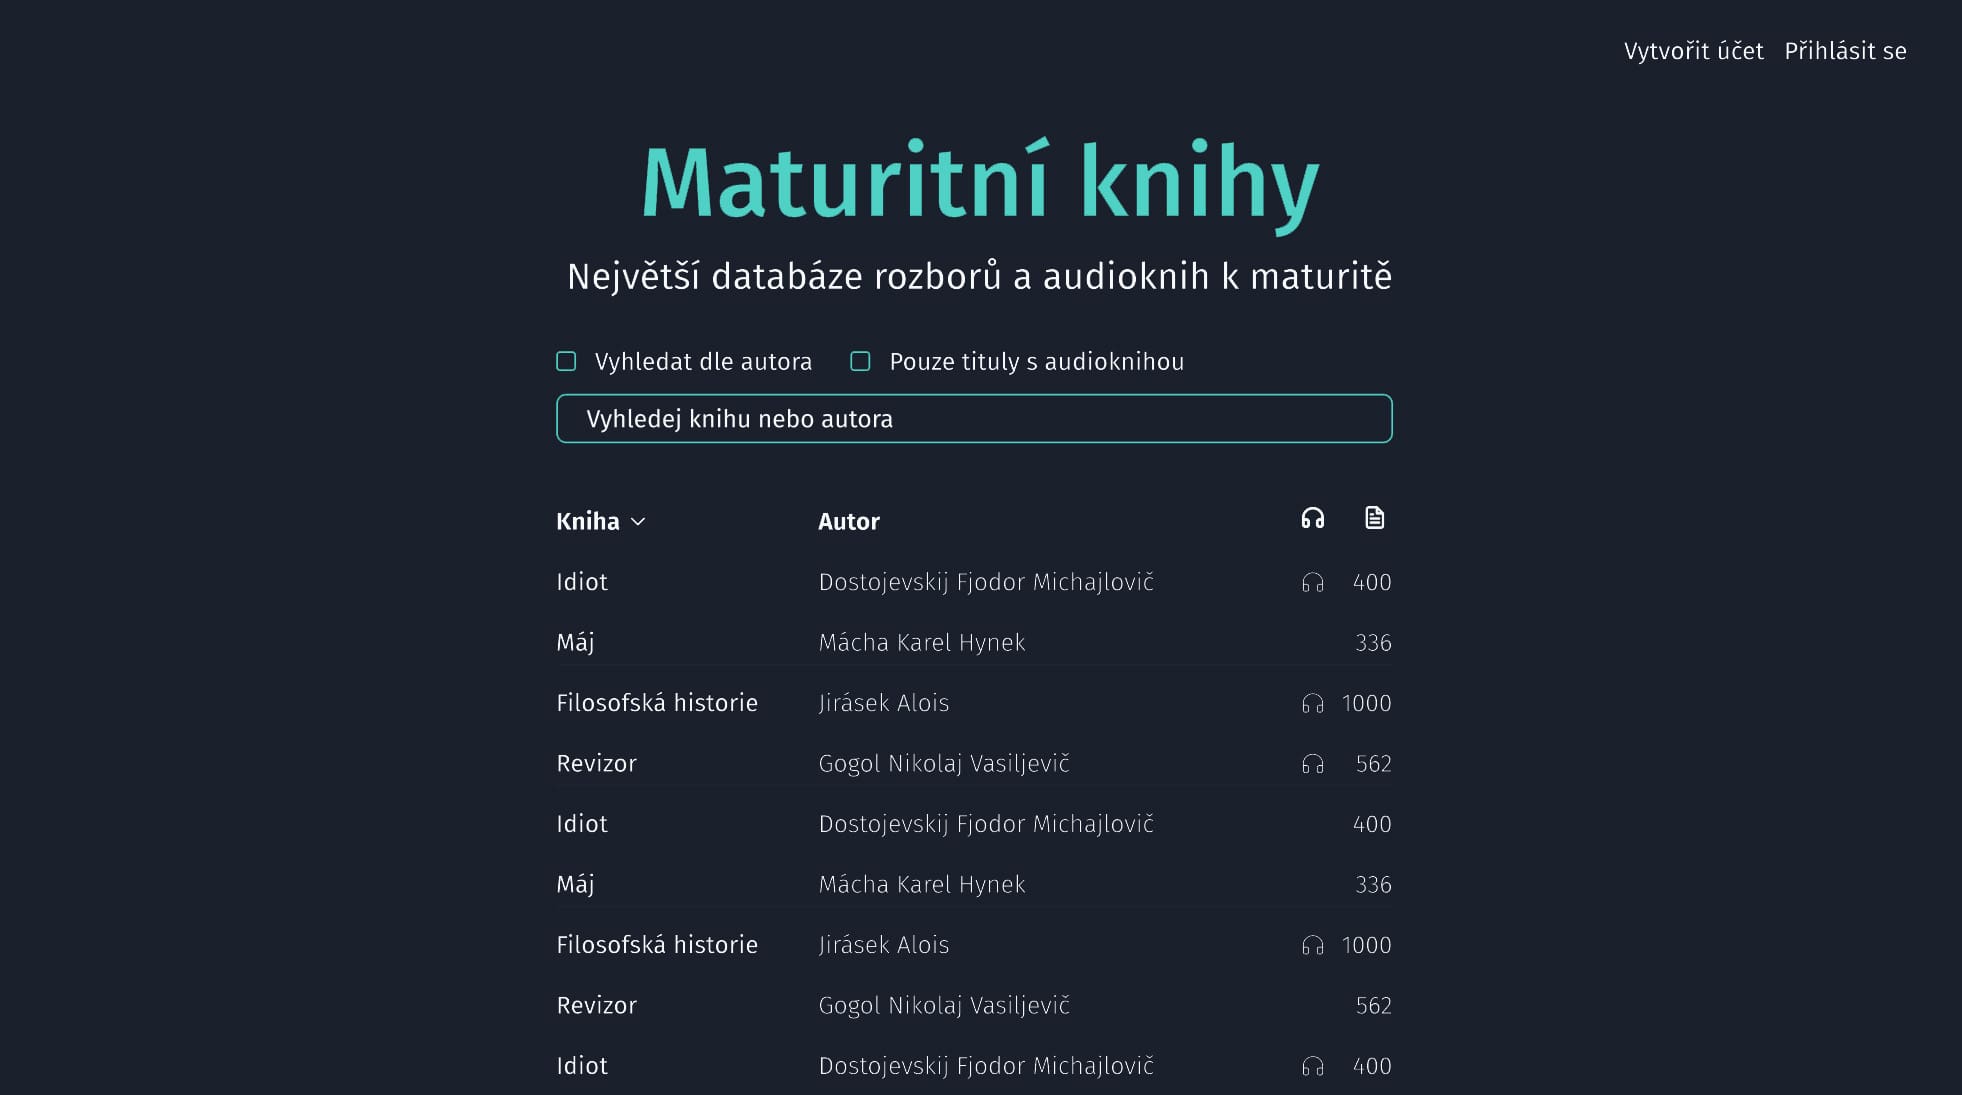 Vytvořit účet Přihlásit se
Maturitní knihy
Největší databáze rozborů a audioknih k maturitě
Vyhledat dle autora Pouze tituly s audioknihou
Vyhledej knihu nebo autora
Kniha Autor
Idiot Dostojevskij Fjodor Michajlovič 400
Máj Mácha Karel Hynek 336
Filosofská historie Jirásek Alois 1000
Revizor Gogol Nikolaj Vasiljevič 562
Idiot Dostojevskij Fjodor Michajlovič 400
Máj Mácha Karel Hynek 336
Filosofská historie Jirásek Alois 1000
Revizor Gogol Nikolaj Vasiljevič 562
Idiot Dostojevskij Fjodor Michajlovič 400